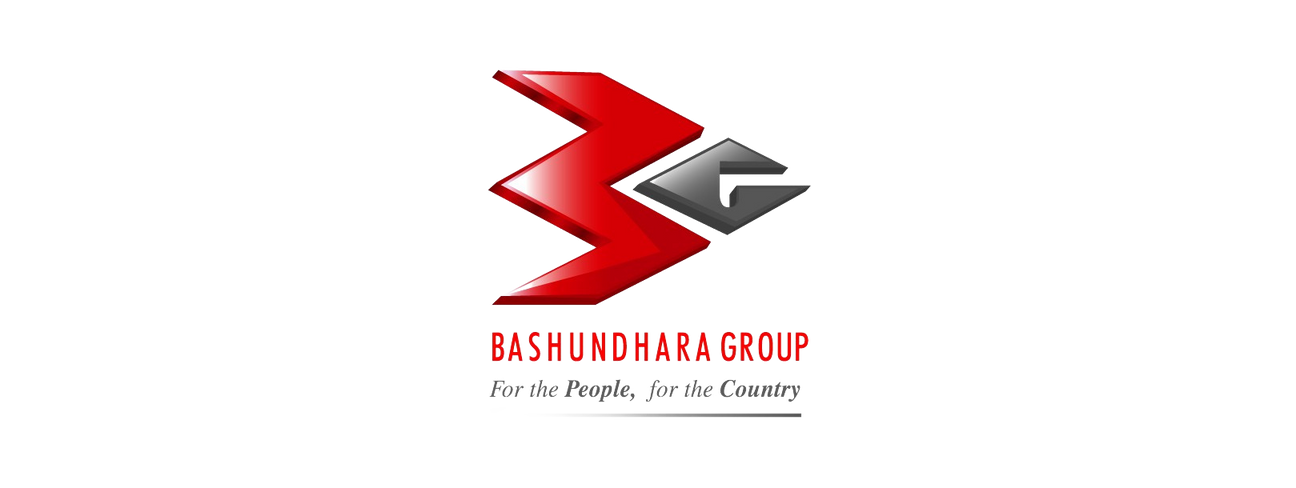 BASHUNDHARA GROUP
For the People, for the Country